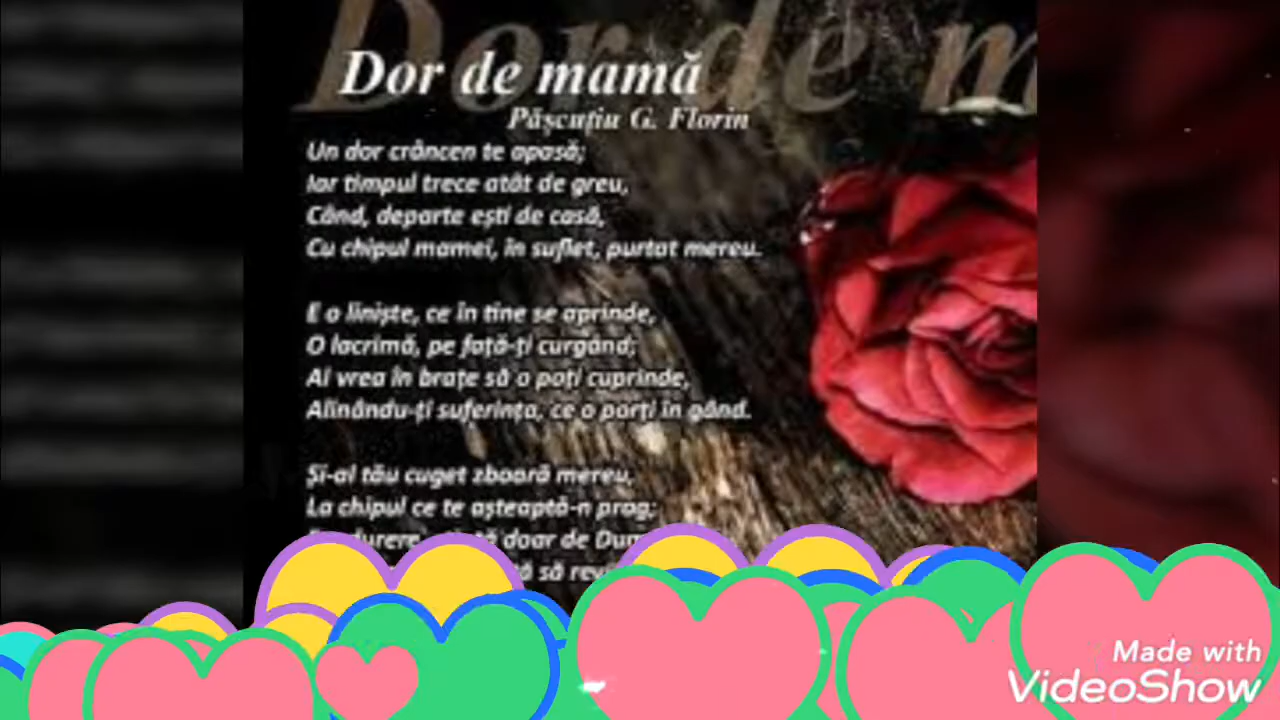 Dor de m
Dor de mamă
Pășcuțiu G. Florin
Un dor crâncen te apasă;
Iar timpul trece atât de greu,
Când, departe ești de casă,
Cu chipul mamei, în suflet, purtat mereu.
E o liniște, ce în tine se aprinde,
O lacrimă, pe față-ți curgând;
Ai vrea în brațe să o poți cuprinde,
Alinându-ți suferința, ce o porți în gând.
Și-al tău cuget zboară mereu,
La chipul ce te așteaptă-n prag;
doar de
să
Made with
VideoShow